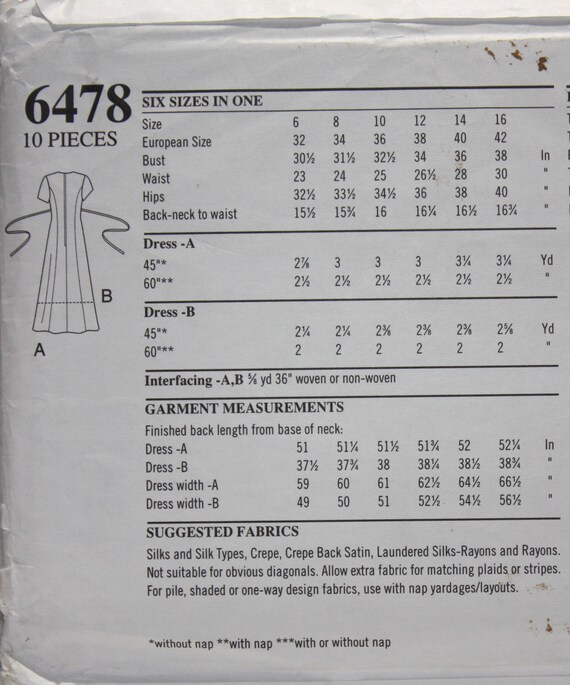 6478
10 PIECES
SIX SIZES IN ONE
Size 6 8 10 12 14 16
European Size 32 34 36 38 40 42
Bust 30½ 31½ 32½ 34 36 38 In
Waist 23 24 25 26½ 28 30 "
Hips 32½ 33½ 34½ 36 38 40 "
Back-neck to waist 15½ 15¾ 16 16¼ 16½ 16¾ "
Dress -A
45"* 2⅞ 3 3 3 3¼ 3¼ Yd
60"** 2½ 2½ 2½ 2½ 2½ 2½ "
Dress -B
45"* 2¼ 2¼ 2⅜ 2⅜ 2⅜ 2⅝ Yd
60"** 2 2 2 2 2 2 "
Interfacing -A,B ⅝ yd 36" woven or non-woven
GARMENT MEASUREMENTS
Finished back length from base of neck:
Dress -A 51 51¼ 51½ 51¾ 52 52¼ In
Dress -B 37½ 37¾ 38 38¼ 38½ 38¾ "
Dress width -A 59 60 61 62½ 64½ 66½ "
Dress width -B 49 50 51 52½ 54½ 56½ "
SUGGESTED FABRICS
Silks and Silk Types, Crepe, Crepe Back Satin, Laundered Silks-Rayons and Rayons.
Not suitable for obvious diagonals. Allow extra fabric for matching plaids or stripes.
For pile, shaded or one-way design fabrics, use with nap yardages/layouts.
*without nap **with nap ***with or without nap
B
A